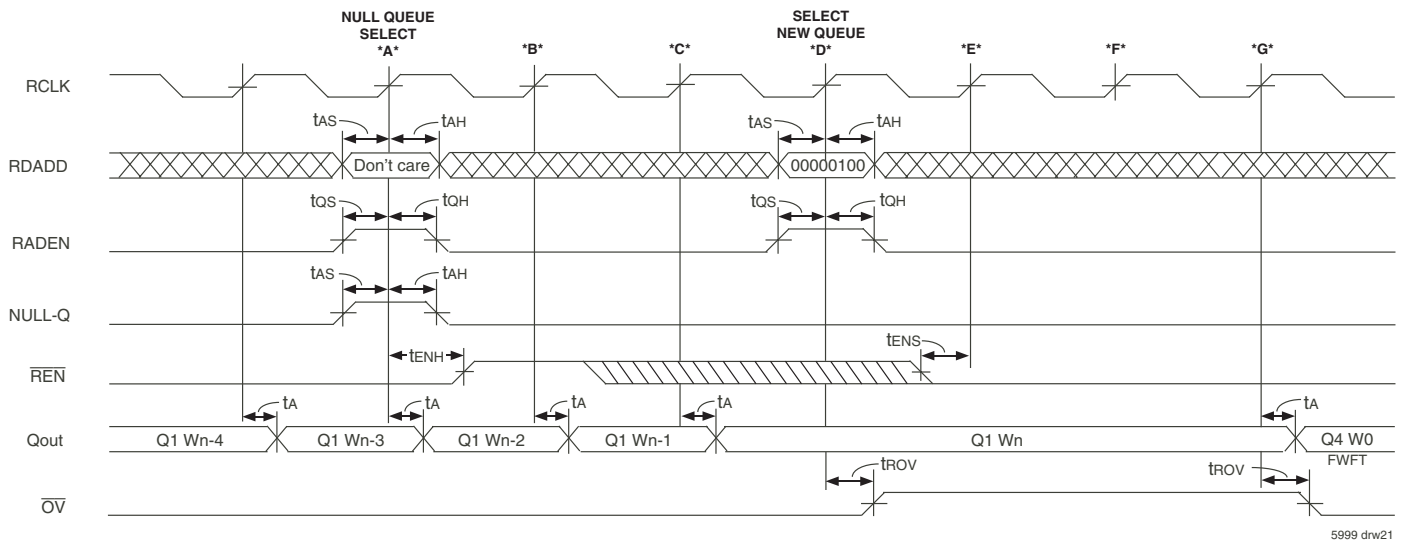 NULL QUEUE
SELECT
*A*
*B*
*C*
SELECT
NEW QUEUE
*D*
*E*
*F*
*G*
RCLK
tAS
tAH
tAS
tAH
RDADD
Don't care
00000100
tQS
tQH
tQS
tQH
RADEN
tAS
tAH
NULL-Q
tENH
tENS
REN
tA
tA
tA
tA
tA
Qout
Q1 Wn-4
Q1 Wn-3
Q1 Wn-2
Q1 Wn-1
Q1 Wn
Q4 W0
FWFT
tROV
tROV
OV
5999 drw21